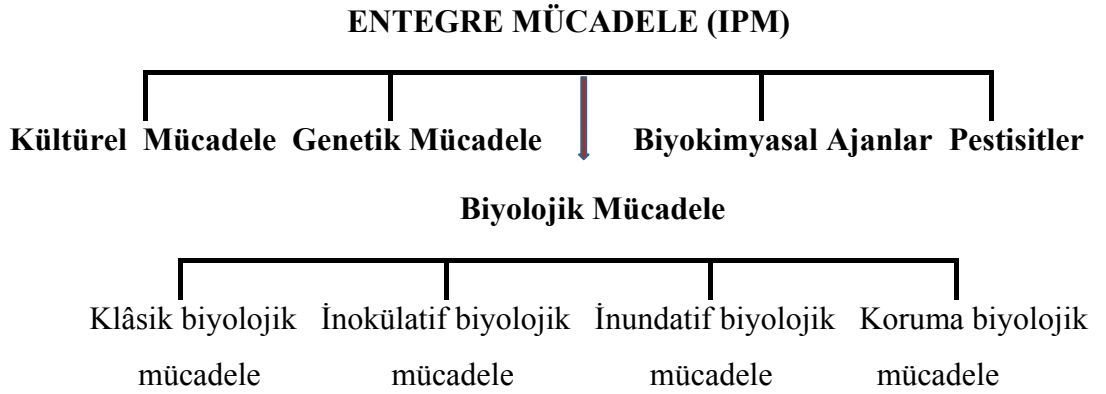 ENTEGRE MÜCADELE (IPM)
Kültürel Mücadele Genetik Mücadele Biyokimyasal Ajanlar Pestisitler
Biyolojik Mücadele
Klâsik biyolojik İnokülatif biyolojik İnundatif biyolojik Koruma biyolojik
mücadele mücadele mücadele mücadele